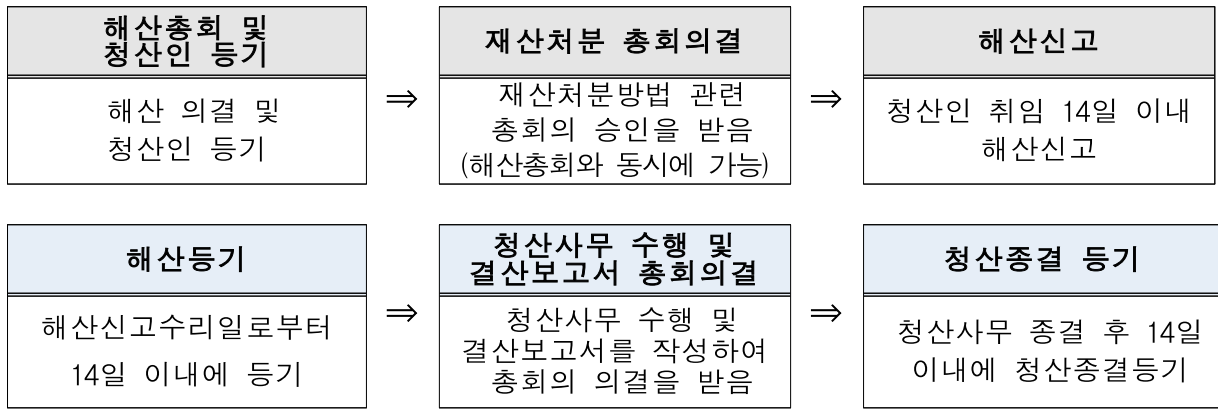 해산총회 및
청산인 등기
해산 의결 및
청산인 등기
⇒
재산처분 총회의결
재산처분방법 관련
총회의 승인을 받음
(해산총회와 동시에 가능)
⇒
해산신고
청산인 취임 14일 이내
해산신고
해산등기
해산신고수리일로부터
14일 이내에 등기
⇒
청산사무 수행 및
결산보고서 총회의결
청산사무 수행 및
결산보고서를 작성하여
총회의 의결을 받음
⇒
청산종결 등기
청산사무 종결 후 14일
이내에 청산종결등기